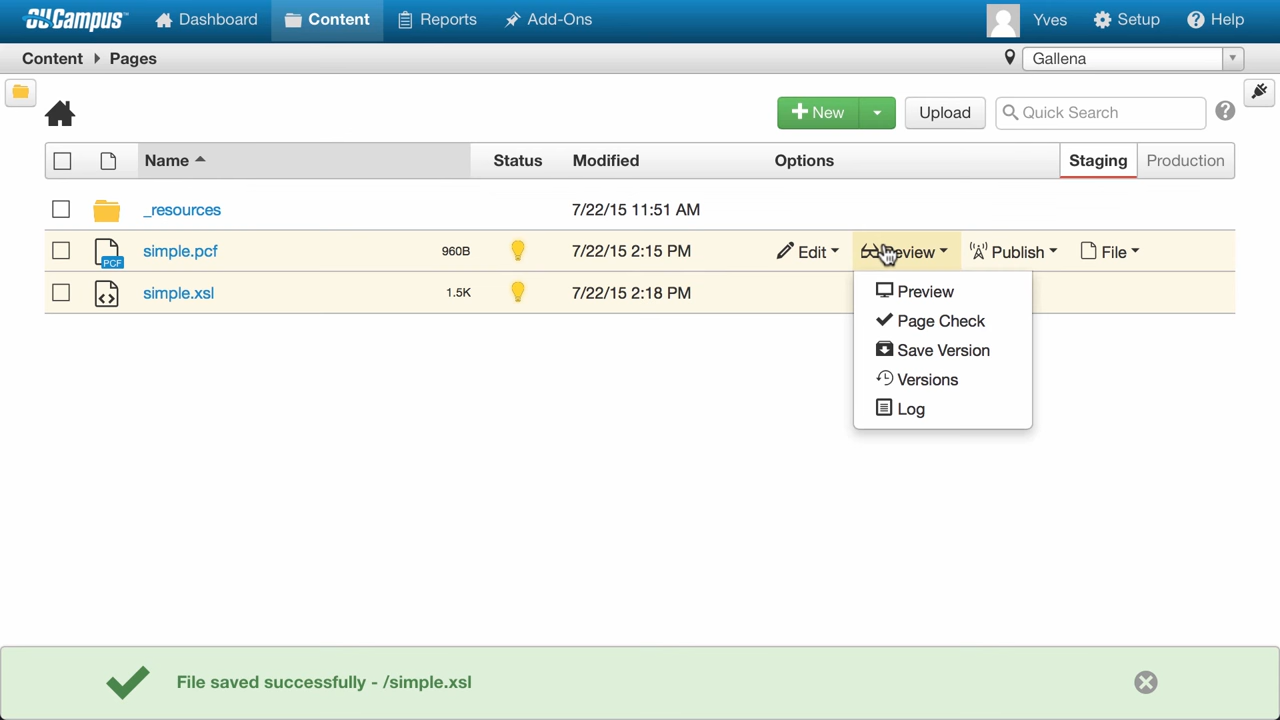 OU Campus™ Dashboard Content Reports Add-Ons Yves Setup Help
Content Pages Gallena
New Upload Quick Search
Name Status Modified Options Staging Production
_resources 7/22/15 11:51 AM
simple.pcf 960B 7/22/15 2:15 PM Edit Preview Publish File
PCF
simple.xsl 1.5K 7/22/15 2:18 PM
Preview
Page Check
Save Version
Versions
Log
File saved successfully - /simple.xsl